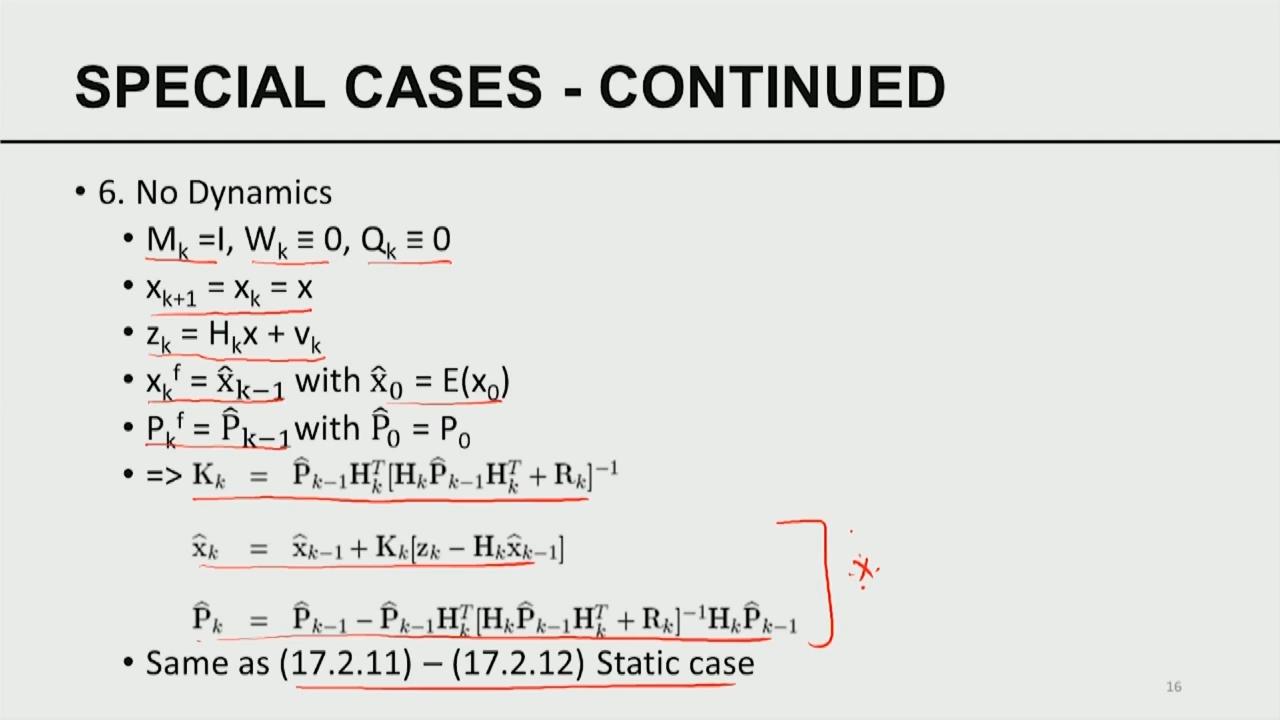 SPECIAL CASES - CONTINUED
• 6. No Dynamics
• Mₖ =I, Wₖ ≡ 0, Qₖ ≡ 0
• xₖ₊₁ = xₖ = x
• zₖ = Hₖx + vₖ
• xₖᶠ = x̂ₖ₋₁ with x̂₀ = E(x₀)
• Pₖᶠ = P̂ₖ₋₁ with P̂₀ = P₀
• => Kₖ = P̂ₖ₋₁Hₖᵀ[HₖP̂ₖ₋₁Hₖᵀ + Rₖ]⁻¹
x̂ₖ = x̂ₖ₋₁ + Kₖ[zₖ − Hₖx̂ₖ₋₁]
P̂ₖ = P̂ₖ₋₁ − P̂ₖ₋₁Hₖᵀ[HₖP̂ₖ₋₁Hₖᵀ + Rₖ]⁻¹HₖP̂ₖ₋₁
• Same as (17.2.11) – (17.2.12) Static case
16